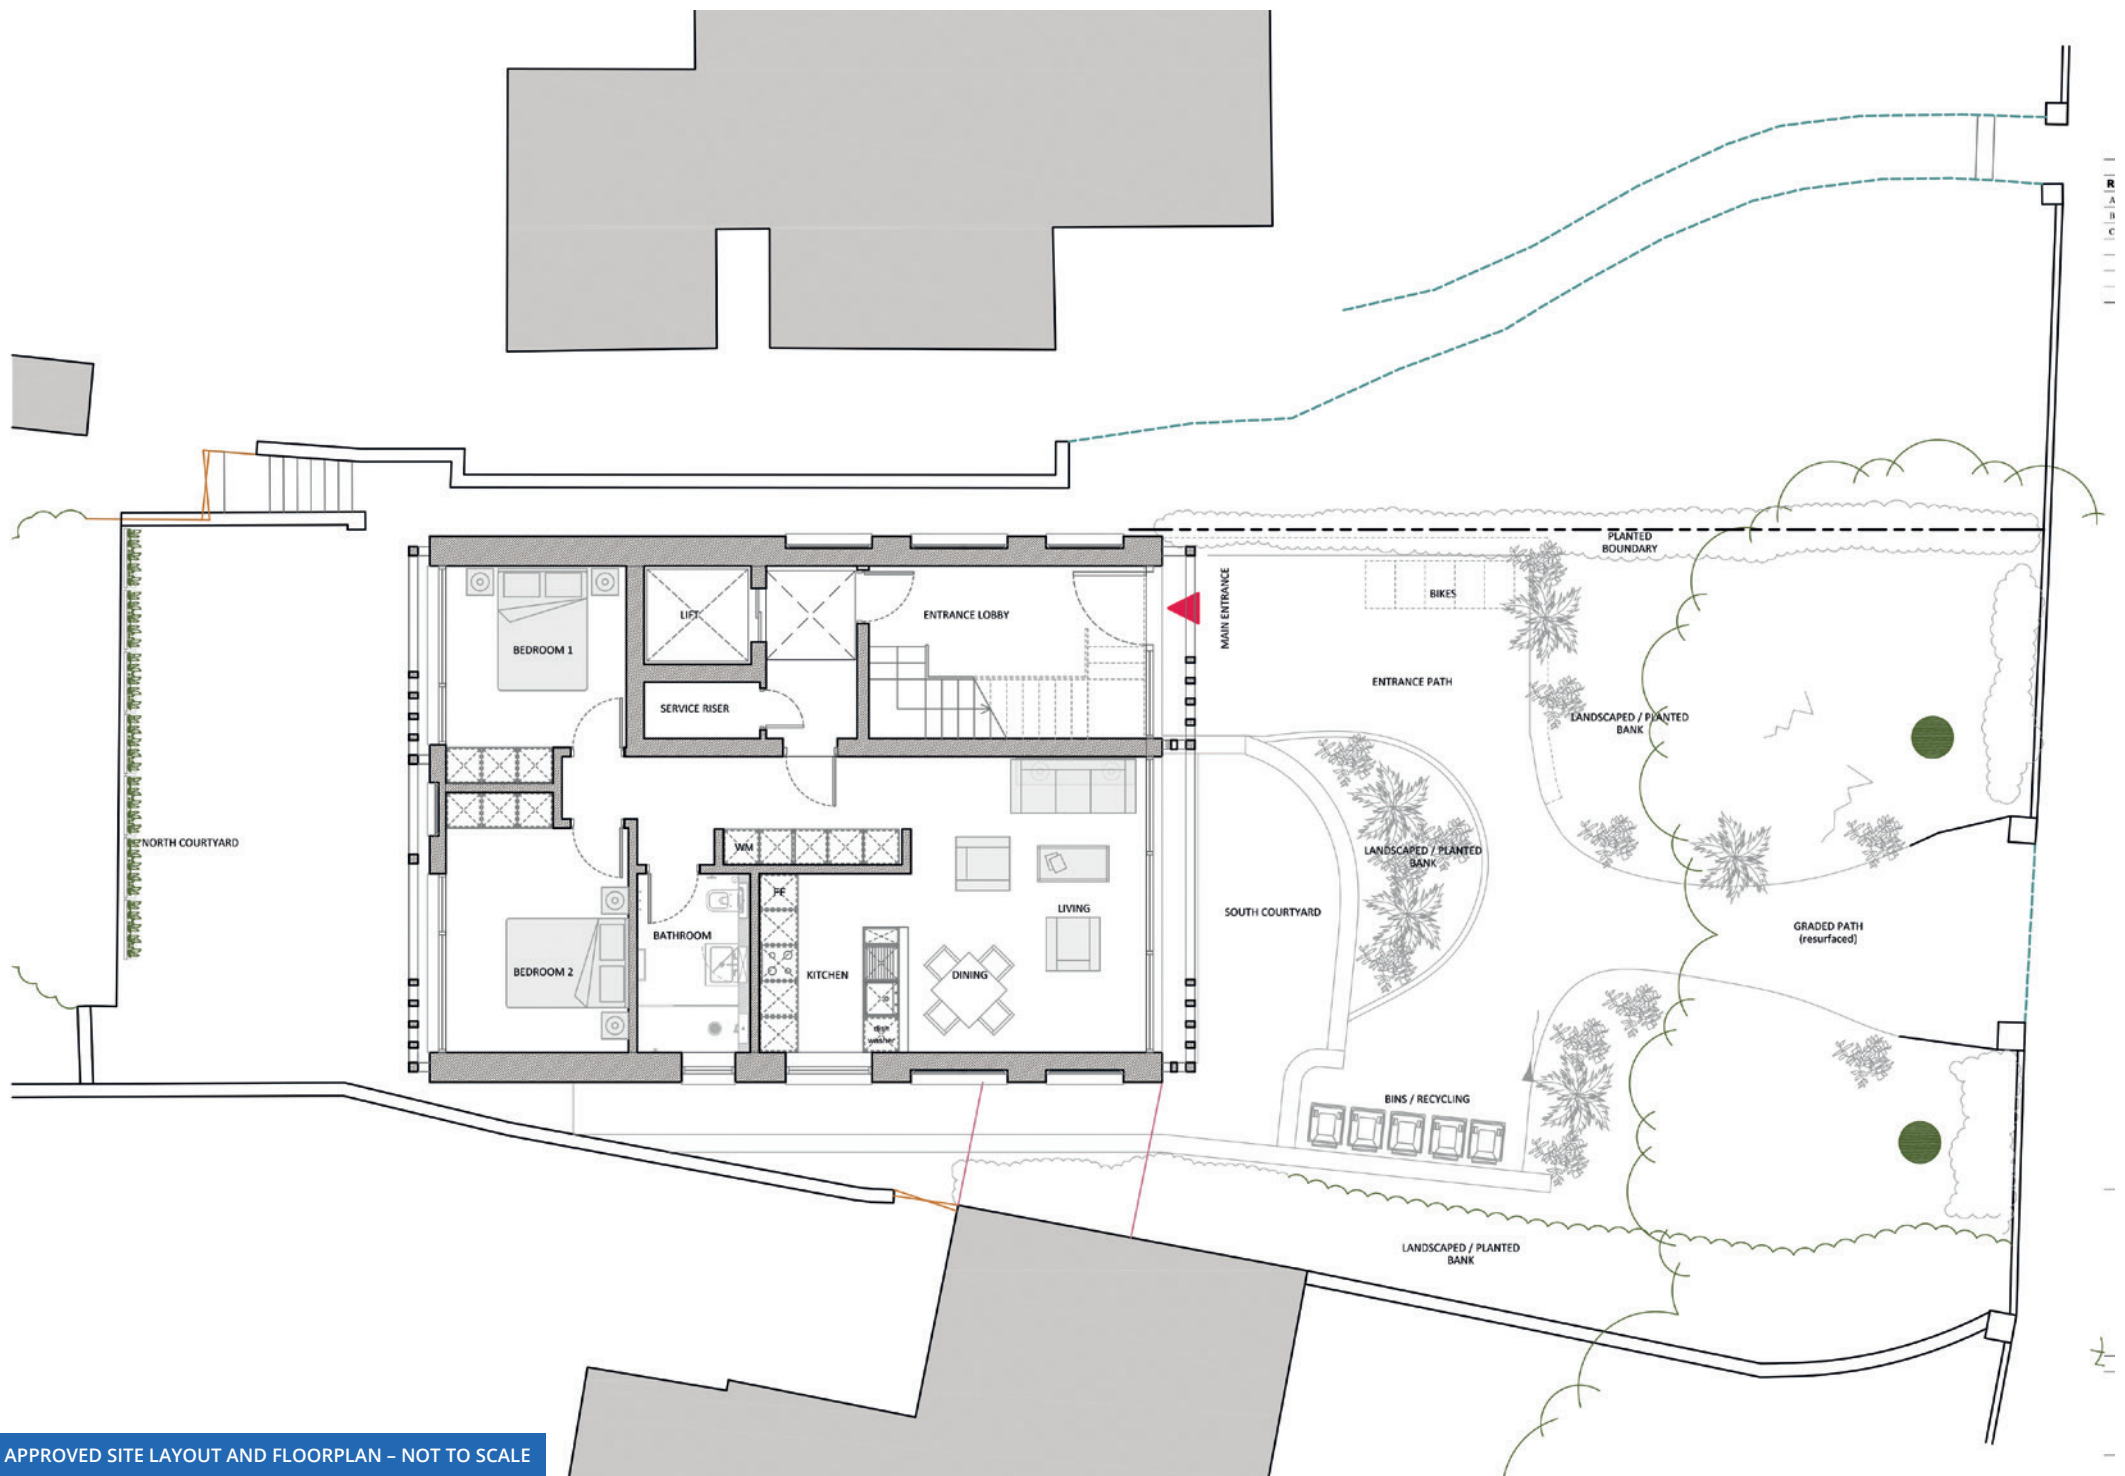 R
A
B
C
PLANTED
BOUNDARY
MAIN ENTRANCE
BIKES
LIFT
ENTRANCE LOBBY
BEDROOM 1
ENTRANCE PATH
SERVICE RISER
LANDSCAPED / PLANTED
BANK
NORTH COURTYARD
WM
LANDSCAPED / PLANTED
BANK
FF
LIVING
SOUTH COURTYARD
BATHROOM
GRADED PATH
(resurfaced)
BEDROOM 2
KITCHEN
DINING
dish
washer
BINS / RECYCLING
LANDSCAPED / PLANTED
BANK
APPROVED SITE LAYOUT AND FLOORPLAN – NOT TO SCALE